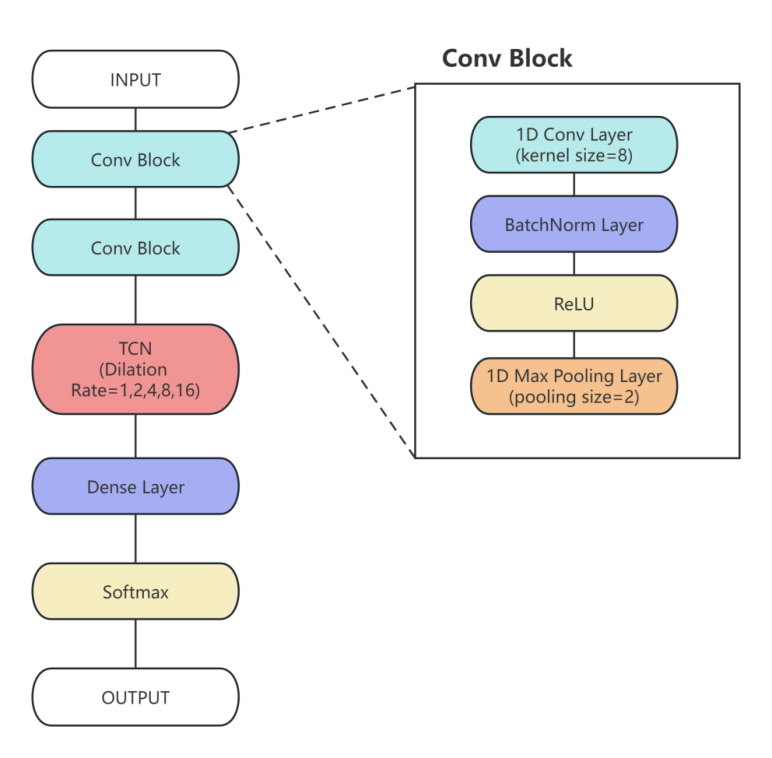 INPUT
Conv Block
Conv Block
TCN
(Dilation
Rate=1,2,4,8,16)
Dense Layer
Softmax
OUTPUT
Conv Block
1D Conv Layer
(kernel size=8)
BatchNorm Layer
ReLU
1D Max Pooling Layer
(pooling size=2)